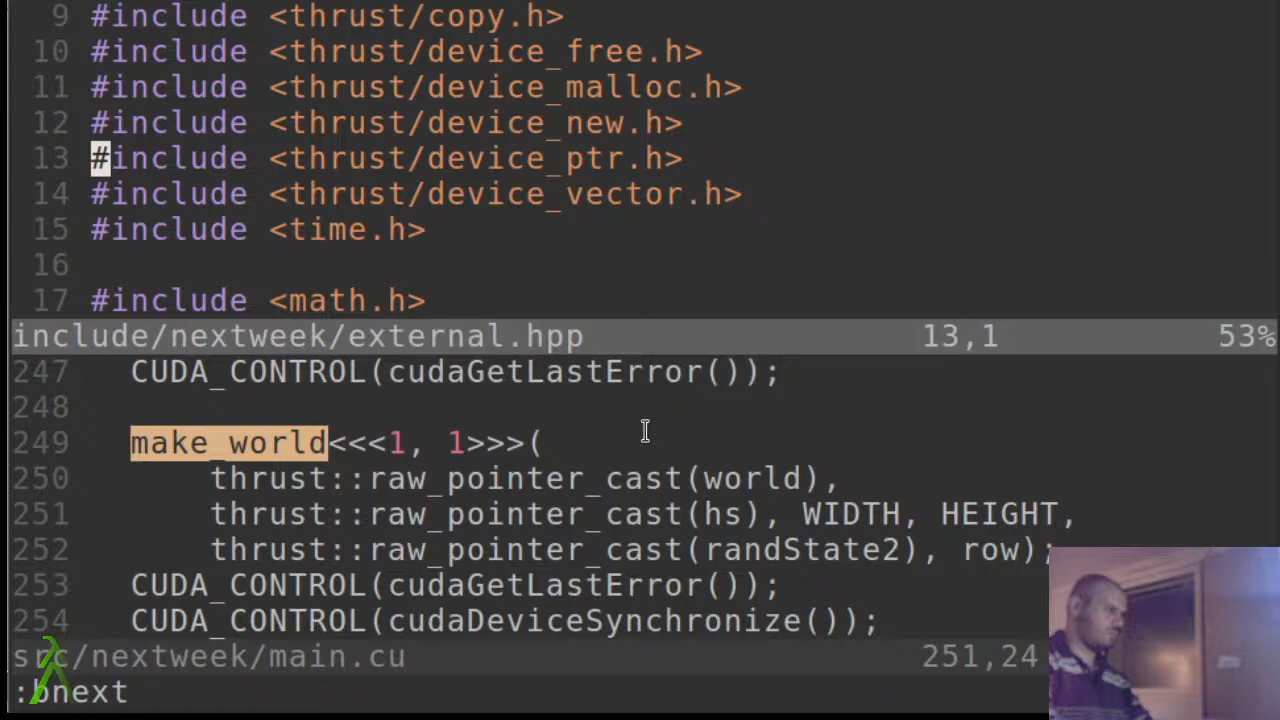 9 #include <thrust/copy.h>
10 #include <thrust/device_free.h>
11 #include <thrust/device_malloc.h>
12 #include <thrust/device_new.h>
13 #include <thrust/device_ptr.h>
14 #include <thrust/device_vector.h>
15 #include <time.h>
16
17 #include <math.h>
include/nextweek/external.hpp 13,1 53%
247 CUDA_CONTROL(cudaGetLastError());
248
249 make_world<<<1, 1>>>(
250 thrust::raw_pointer_cast(world),
251 thrust::raw_pointer_cast(hs), WIDTH, HEIGHT,
252 thrust::raw_pointer_cast(randState2), row);
253 CUDA_CONTROL(cudaGetLastError());
254 CUDA_CONTROL(cudaDeviceSynchronize());
src/nextweek/main.cu 251,24
:bnext